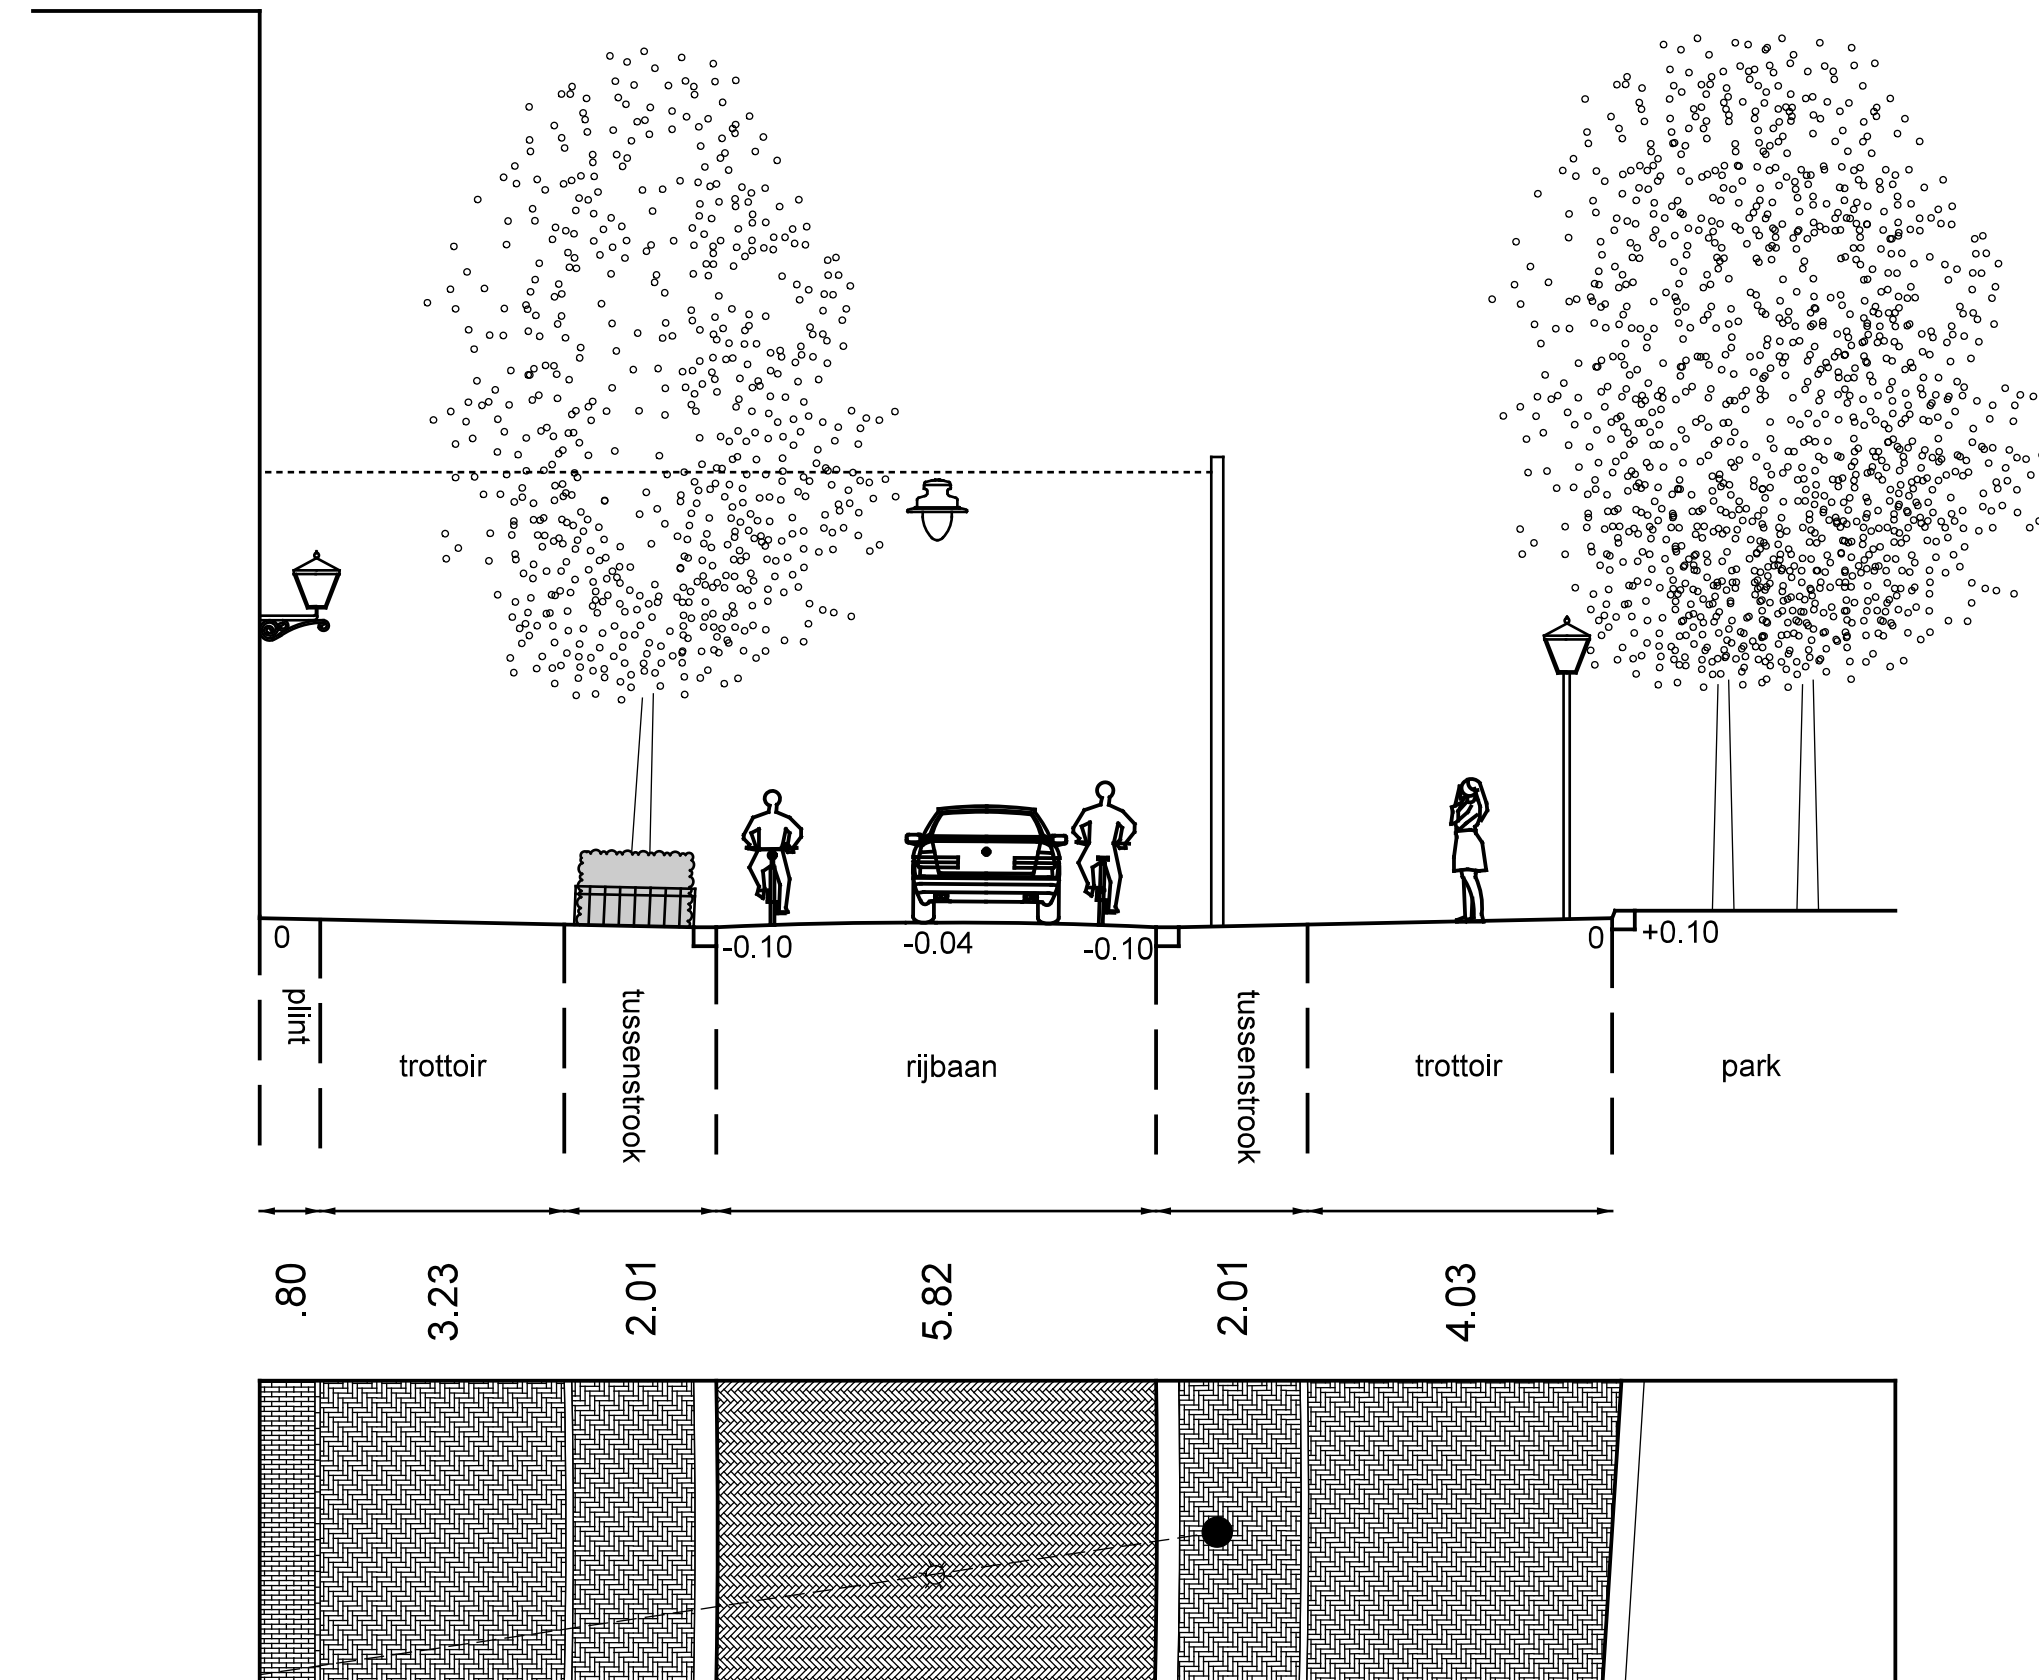 0
-0.10
-0.04
-0.10
0
+0.10
plint
trottoir
tussenstrook
rijbaan
tussenstrook
trottoir
park
.80
3.23
2.01
5.82
2.01
4.03